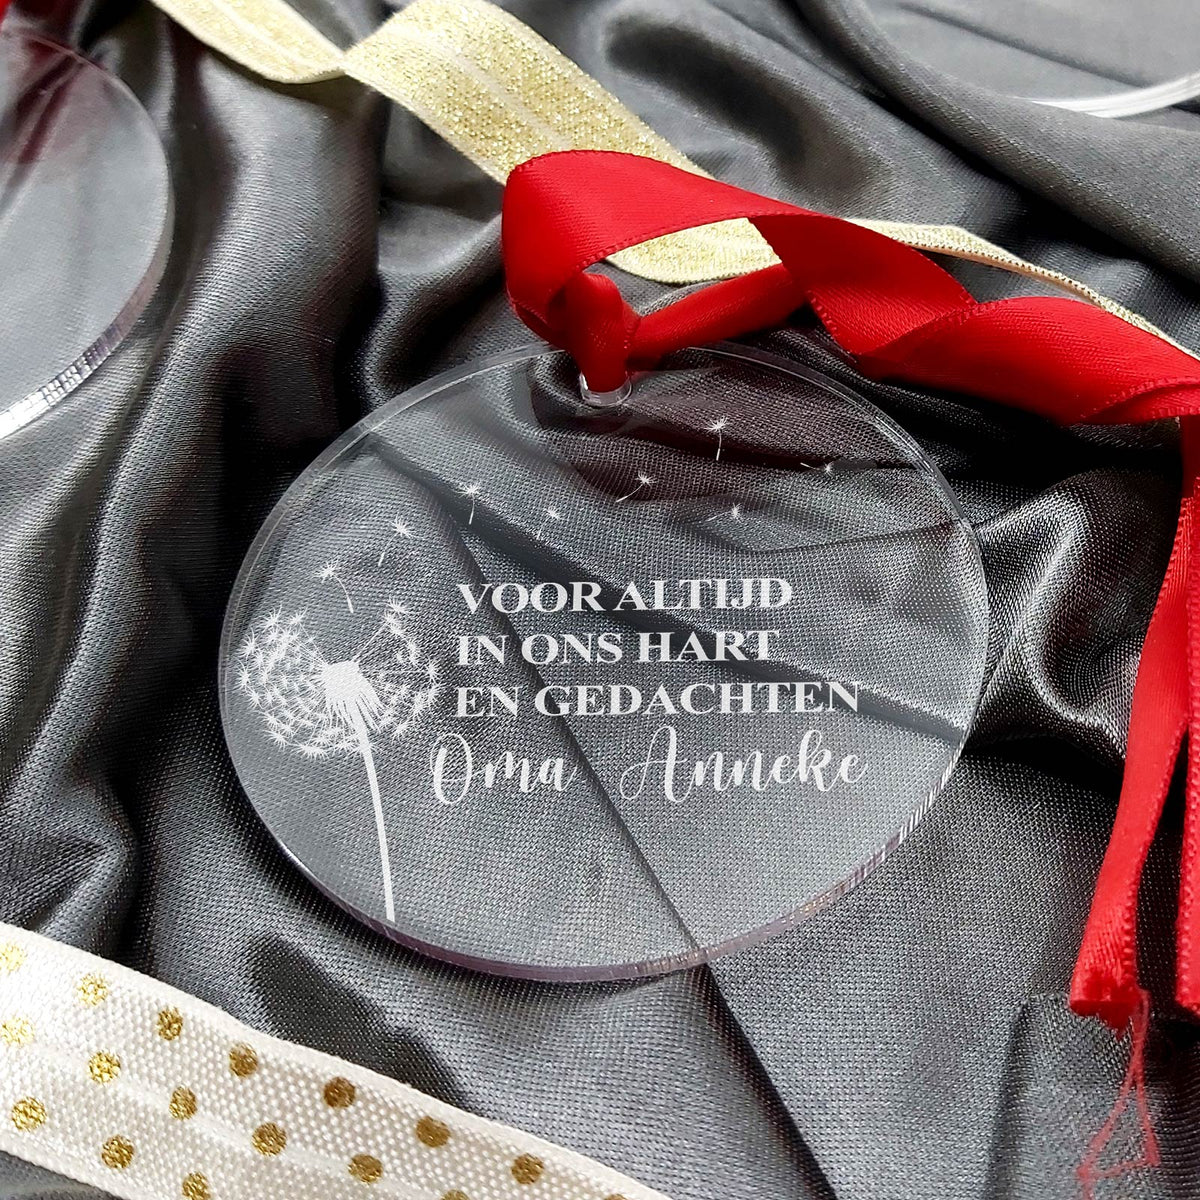 VOOR ALTIJD
IN ONS HART
EN GEDACHTEN
Oma Anneke